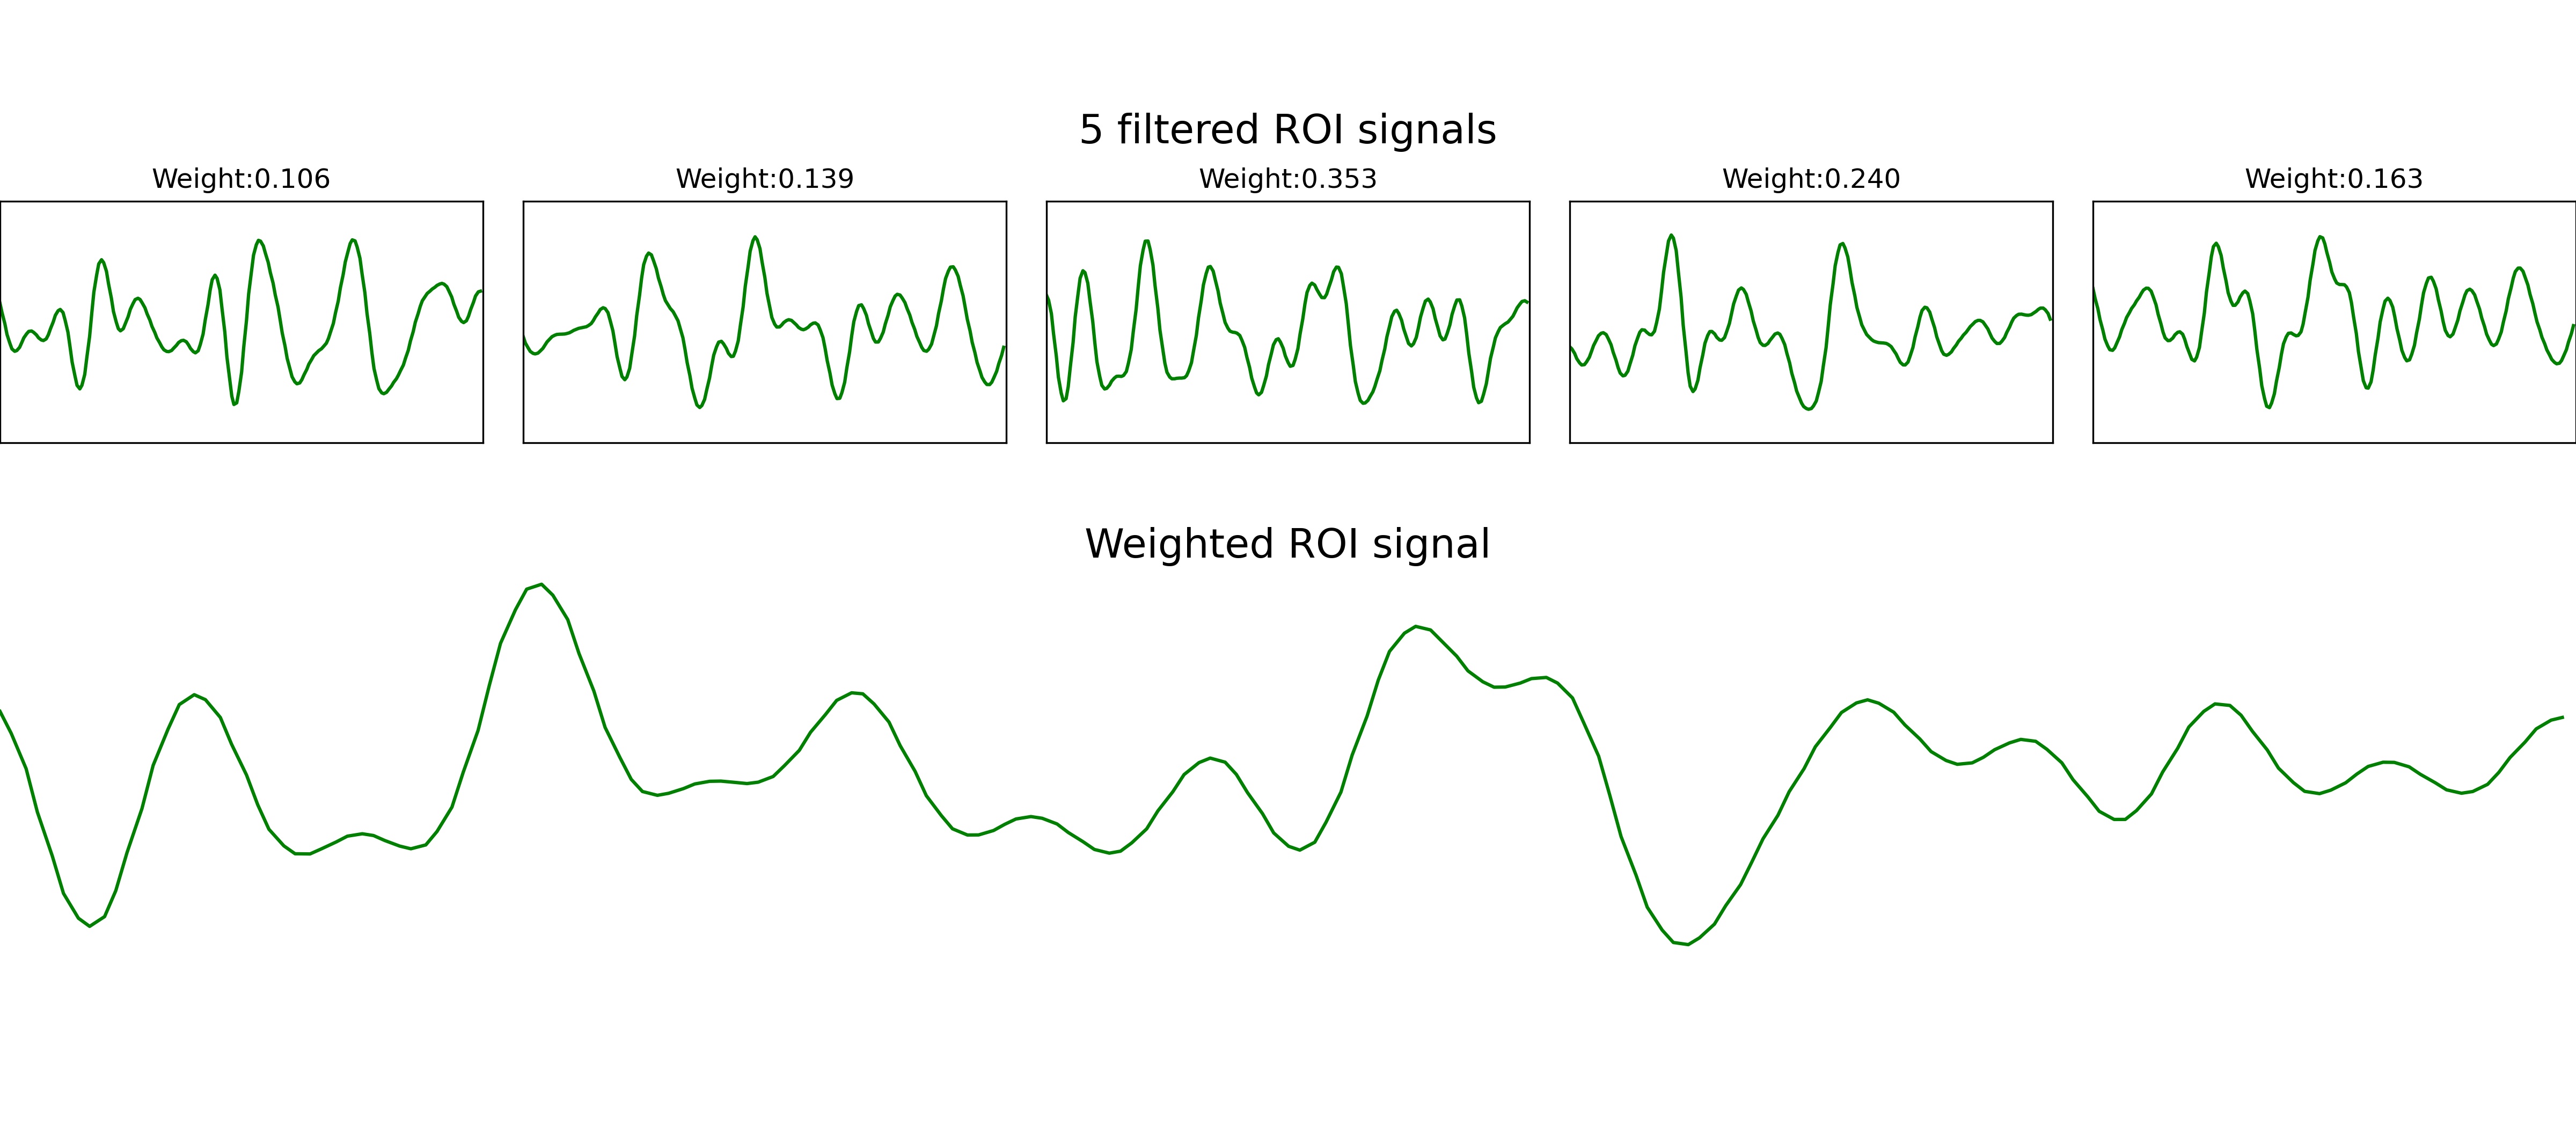 5 filtered ROI signals
Weight:0.106
Weight:0.139
Weight:0.353
Weight:0.240
Weight:0.163
Weighted ROI signal